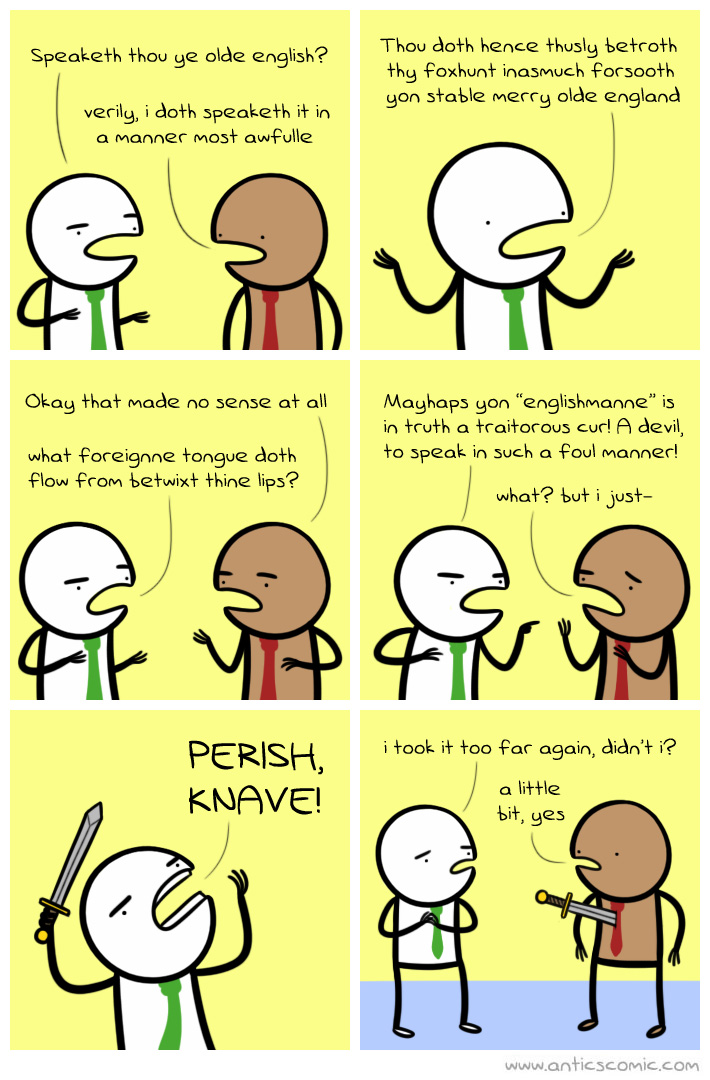 Speaketh thou ye olde english?
verily, i doth speaketh it in
a manner most awfulle
Thou doth hence thusly betroth
thy foxhunt inasmuch forsooth
yon stable merry olde england
Okay that made no sense at all
what foreignne tongue doth
flow from betwixt thine lips?
Mayhaps yon "englishmanne" is
in truth a traitorous cur! A devil,
to speak in such a foul manner!
what? but i just-
PERISH,
KNAVE!
i took it too far again, didn't i?
a little
bit, yes
www.anticscomic.com